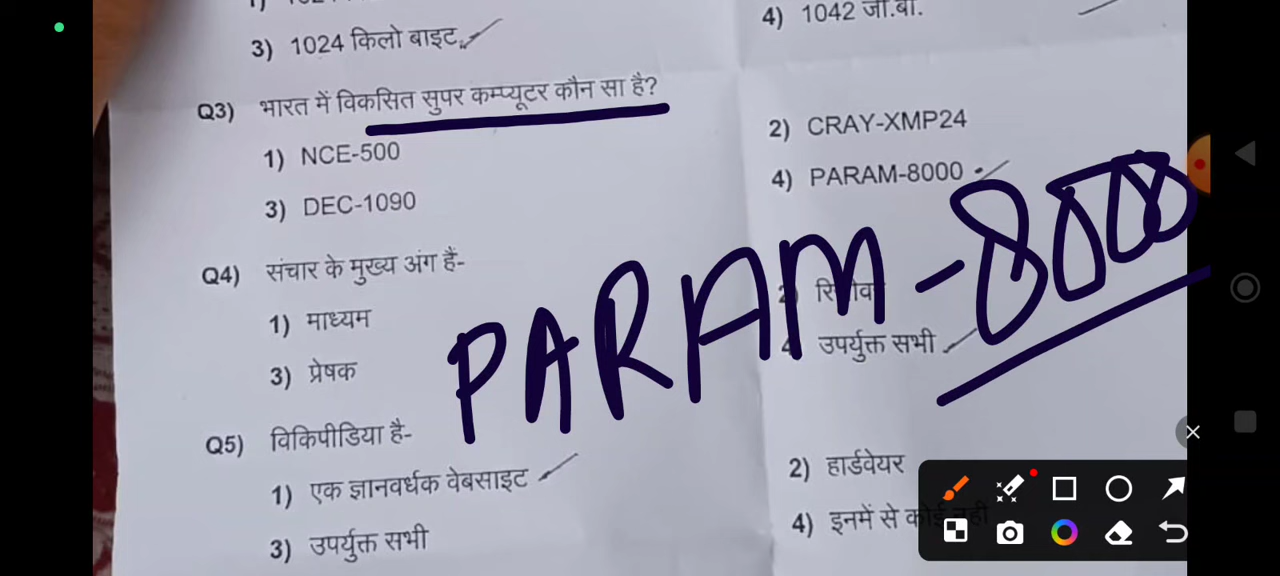 4) 1042 जी.बी.
3) 1024 किलो बाइट
Q3) भारत में विकसित सुपर कम्प्यूटर कौन सा है?
1) NCE-500
2) CRAY-XMP24
3) DEC-1090
4) PARAM-8000
PARAM-8000
Q4) संचार के मुख्य अंग हैं-
1) माध्यम
2)
3) प्रेषक
4) उपर्युक्त सभी
Q5) विकिपीडिया है-
1) एक ज्ञानवर्धक वेबसाइट
2) हार्डवेयर
3) उपर्युक्त सभी
4) इनमें से कोई नहीं